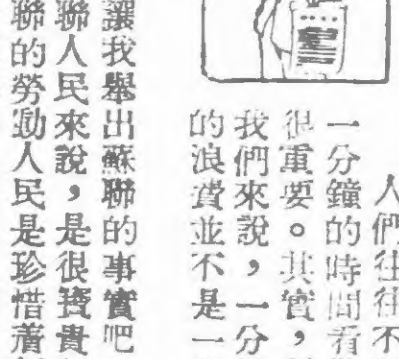 人們往往不
一分鐘的時間看
很重要。其實,
我們來說,一分
的浪費並不是一
讓我舉出蘇聯的事實吧
聯人民來說,是很寶貴
聯的勞動人民是珍惜着